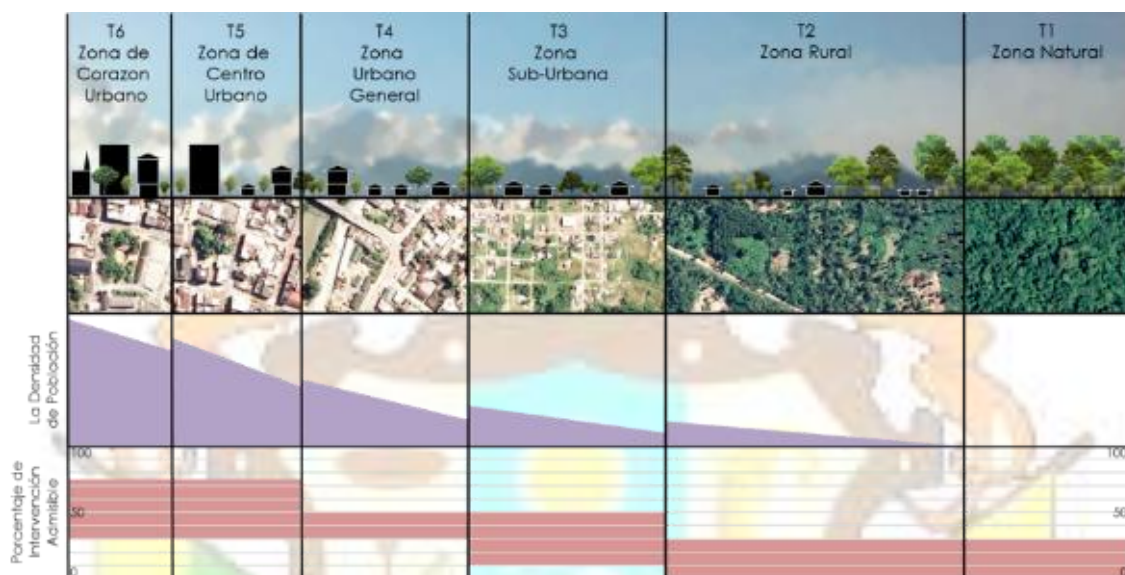 T6
Zona de
Corazon
Urbano
T5
Zona de
Centro
Urbano
T4
Zona
Urbano
General
T3
Zona
Sub-Urbana
T2
Zona Rural
T1
Zona Natural
La Densidad
de Población
Porcentaje de
Intervención
Admisible
100
50
0
100
50
0